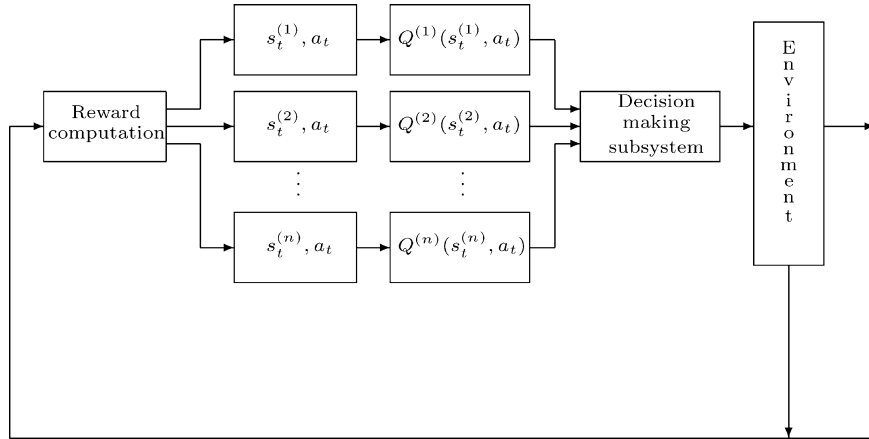 s_t^{(1)}, a_t
Q^{(1)}(s_t^{(1)}, a_t)
Reward
computation
s_t^{(2)}, a_t
Q^{(2)}(s_t^{(2)}, a_t)
Decision
making
subsystem
⋮
⋮
s_t^{(n)}, a_t
Q^{(n)}(s_t^{(n)}, a_t)
Environment